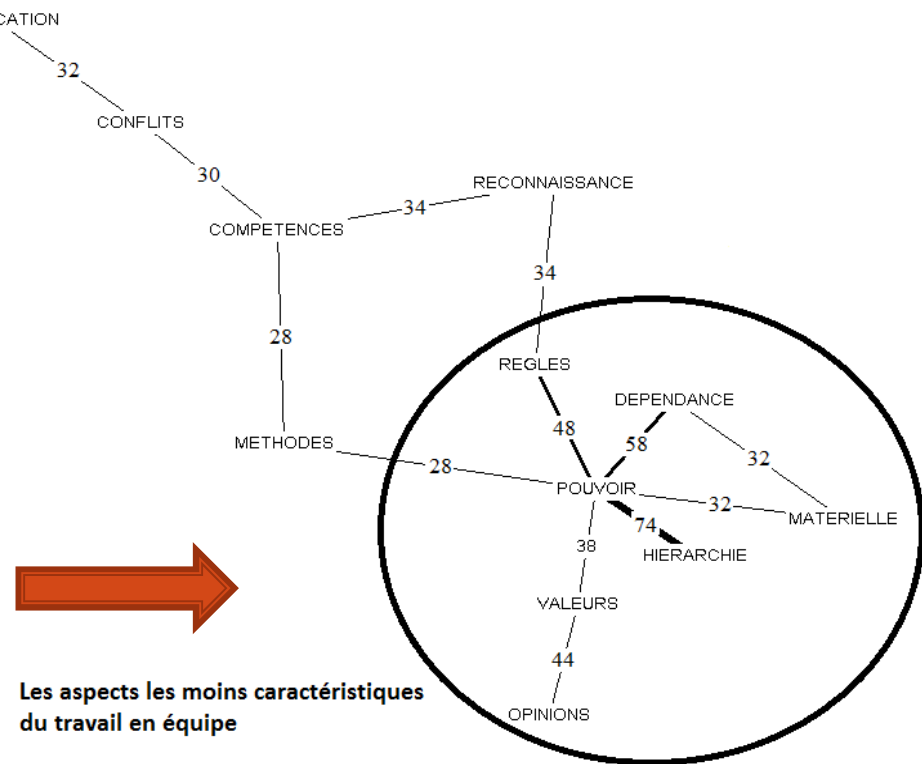 CATION
32
CONFLITS
30
RECONNAISSANCE
34
COMPETENCES
34
28
REGLES
DEPENDANCE
48
58
METHODES
32
28
POUVOIR
32
MATERIELLE
74
38
HIERARCHIE
VALEURS
44
Les aspects les moins caractéristiques
du travail en équipe
OPINIONS